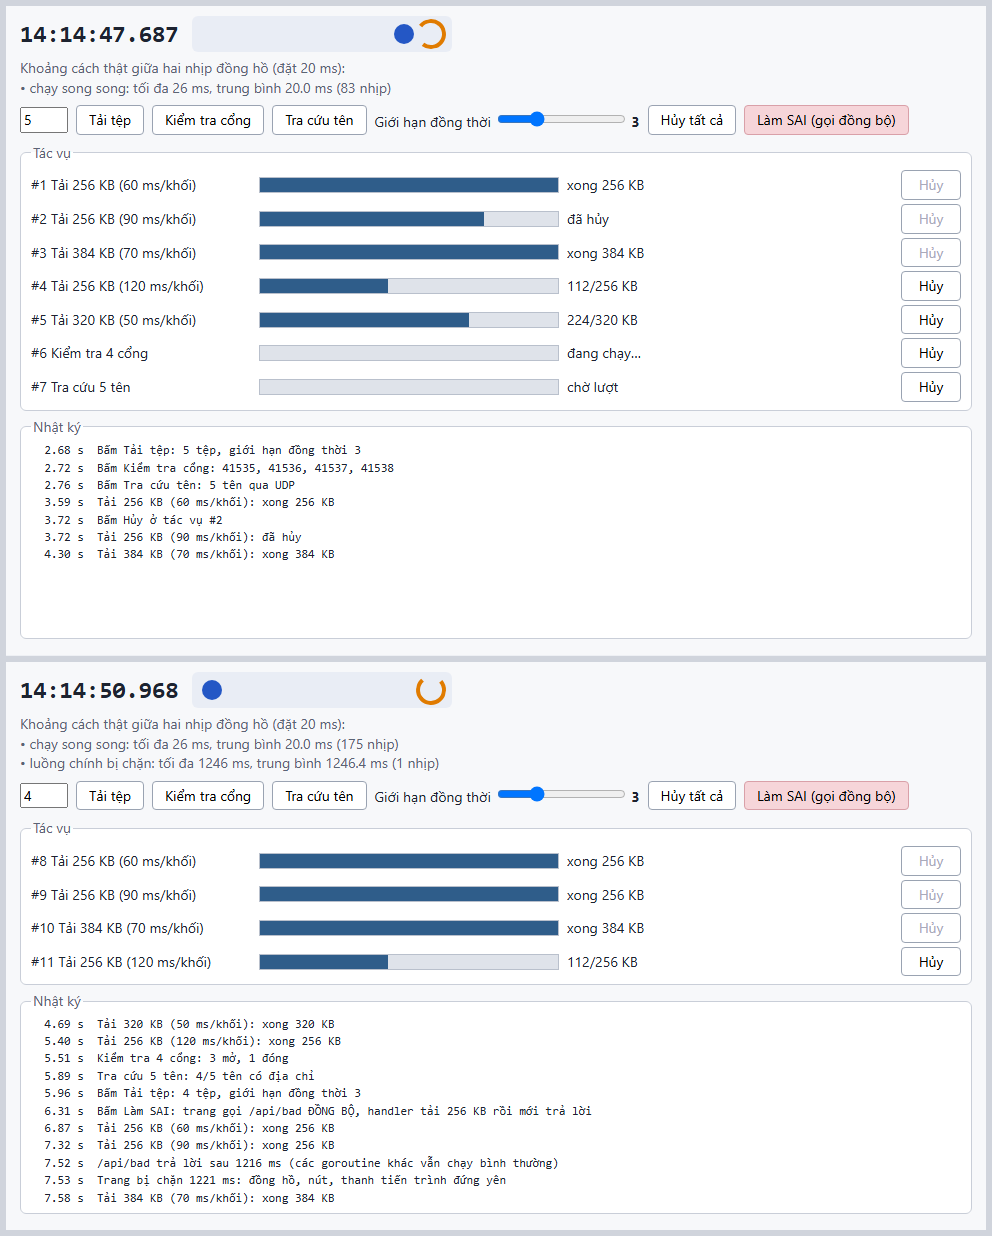 14:14:47.687
Khoảng cách thật giữa hai nhịp đồng hồ (đặt 20 ms):
• chạy song song: tối đa 26 ms, trung bình 20.0 ms (83 nhịp)
5 Tải tệp Kiểm tra cổng Tra cứu tên Giới hạn đồng thời 3 Hủy tất cả Làm SAI (gọi đồng bộ)
Tác vụ
#1 Tải 256 KB (60 ms/khối) xong 256 KB Hủy
#2 Tải 256 KB (90 ms/khối) đã hủy Hủy
#3 Tải 384 KB (70 ms/khối) xong 384 KB Hủy
#4 Tải 256 KB (120 ms/khối) 112/256 KB Hủy
#5 Tải 320 KB (50 ms/khối) 224/320 KB Hủy
#6 Kiểm tra 4 cổng đang chạy... Hủy
#7 Tra cứu 5 tên chờ lượt Hủy
Nhật ký
2.68 s Bấm Tải tệp: 5 tệp, giới hạn đồng thời 3
2.72 s Bấm Kiểm tra cổng: 41535, 41536, 41537, 41538
2.76 s Bấm Tra cứu tên: 5 tên qua UDP
3.59 s Tải 256 KB (60 ms/khối): xong 256 KB
3.72 s Bấm Hủy ở tác vụ #2
3.72 s Tải 256 KB (90 ms/khối): đã hủy
4.30 s Tải 384 KB (70 ms/khối): xong 384 KB
14:14:50.968
Khoảng cách thật giữa hai nhịp đồng hồ (đặt 20 ms):
• chạy song song: tối đa 26 ms, trung bình 20.0 ms (175 nhịp)
• luồng chính bị chặn: tối đa 1246 ms, trung bình 1246.4 ms (1 nhịp)
4 Tải tệp Kiểm tra cổng Tra cứu tên Giới hạn đồng thời 3 Hủy tất cả Làm SAI (gọi đồng bộ)
Tác vụ
#8 Tải 256 KB (60 ms/khối) xong 256 KB Hủy
#9 Tải 256 KB (90 ms/khối) xong 256 KB Hủy
#10 Tải 384 KB (70 ms/khối) xong 384 KB Hủy
#11 Tải 256 KB (120 ms/khối) 112/256 KB Hủy
Nhật ký
4.69 s Tải 320 KB (50 ms/khối): xong 320 KB
5.40 s Tải 256 KB (120 ms/khối): xong 256 KB
5.51 s Kiểm tra 4 cổng: 3 mở, 1 đóng
5.89 s Tra cứu 5 tên: 4/5 tên có địa chỉ
5.96 s Bấm Tải tệp: 4 tệp, giới hạn đồng thời 3
6.31 s Bấm Làm SAI: trang gọi /api/bad ĐỒNG BỘ, handler tải 256 KB rồi mới trả lời
6.87 s Tải 256 KB (60 ms/khối): xong 256 KB
7.32 s Tải 256 KB (90 ms/khối): xong 256 KB
7.52 s /api/bad trả lời sau 1216 ms (các goroutine khác vẫn chạy bình thường)
7.53 s Trang bị chặn 1221 ms: đồng hồ, nút, thanh tiến trình đứng yên
7.58 s Tải 384 KB (70 ms/khối): xong 384 KB